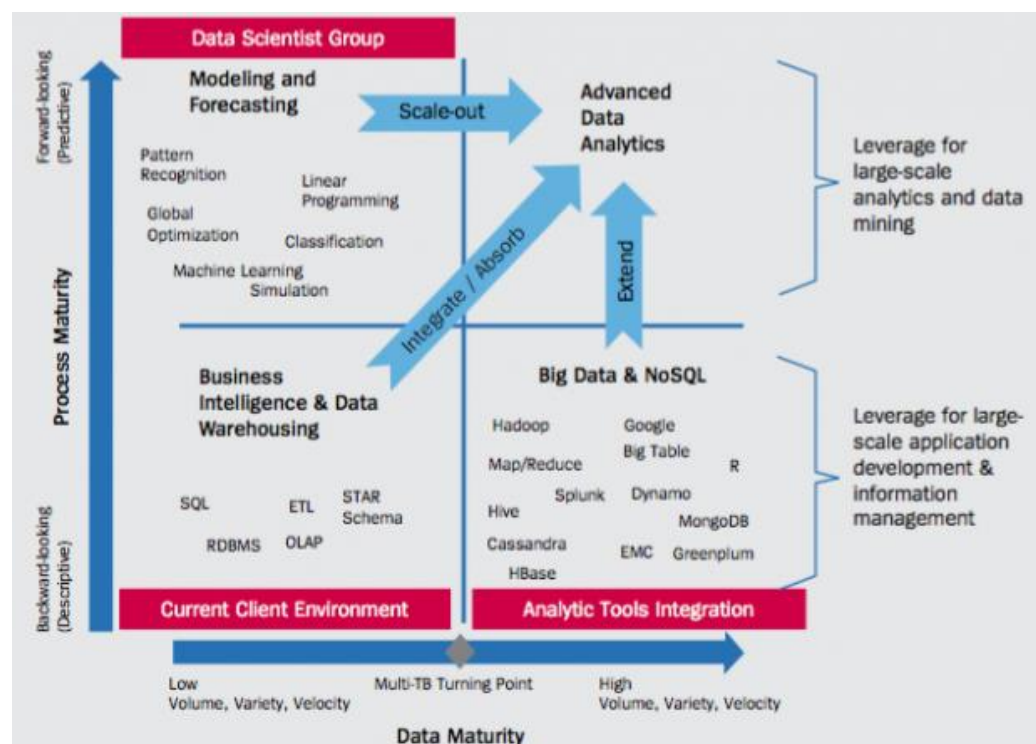 Data Scientist Group
Modeling and
Forecasting
Scale-out
Advanced
Data
Analytics
Pattern
Recognition
Linear
Programming
Global
Optimization
Classification
Machine Learning
Simulation
Integrate / Absorb
Extend
Leverage for
large-scale
analytics and data
mining
Forward-looking
(Predictive)
Process Maturity
Backward-looking
(Descriptive)
Business
Intelligence & Data
Warehousing
SQL
ETL
STAR
Schema
RDBMS
OLAP
Big Data & NoSQL
Hadoop
Google
Big Table
Map/Reduce
R
Splunk
Dynamo
Hive
MongoDB
Cassandra
EMC
Greenplum
HBase
Leverage for large-
scale application
development &
information
management
Current Client Environment
Analytic Tools Integration
Low
Volume, Variety, Velocity
Multi-TB Turning Point
High
Volume, Variety, Velocity
Data Maturity